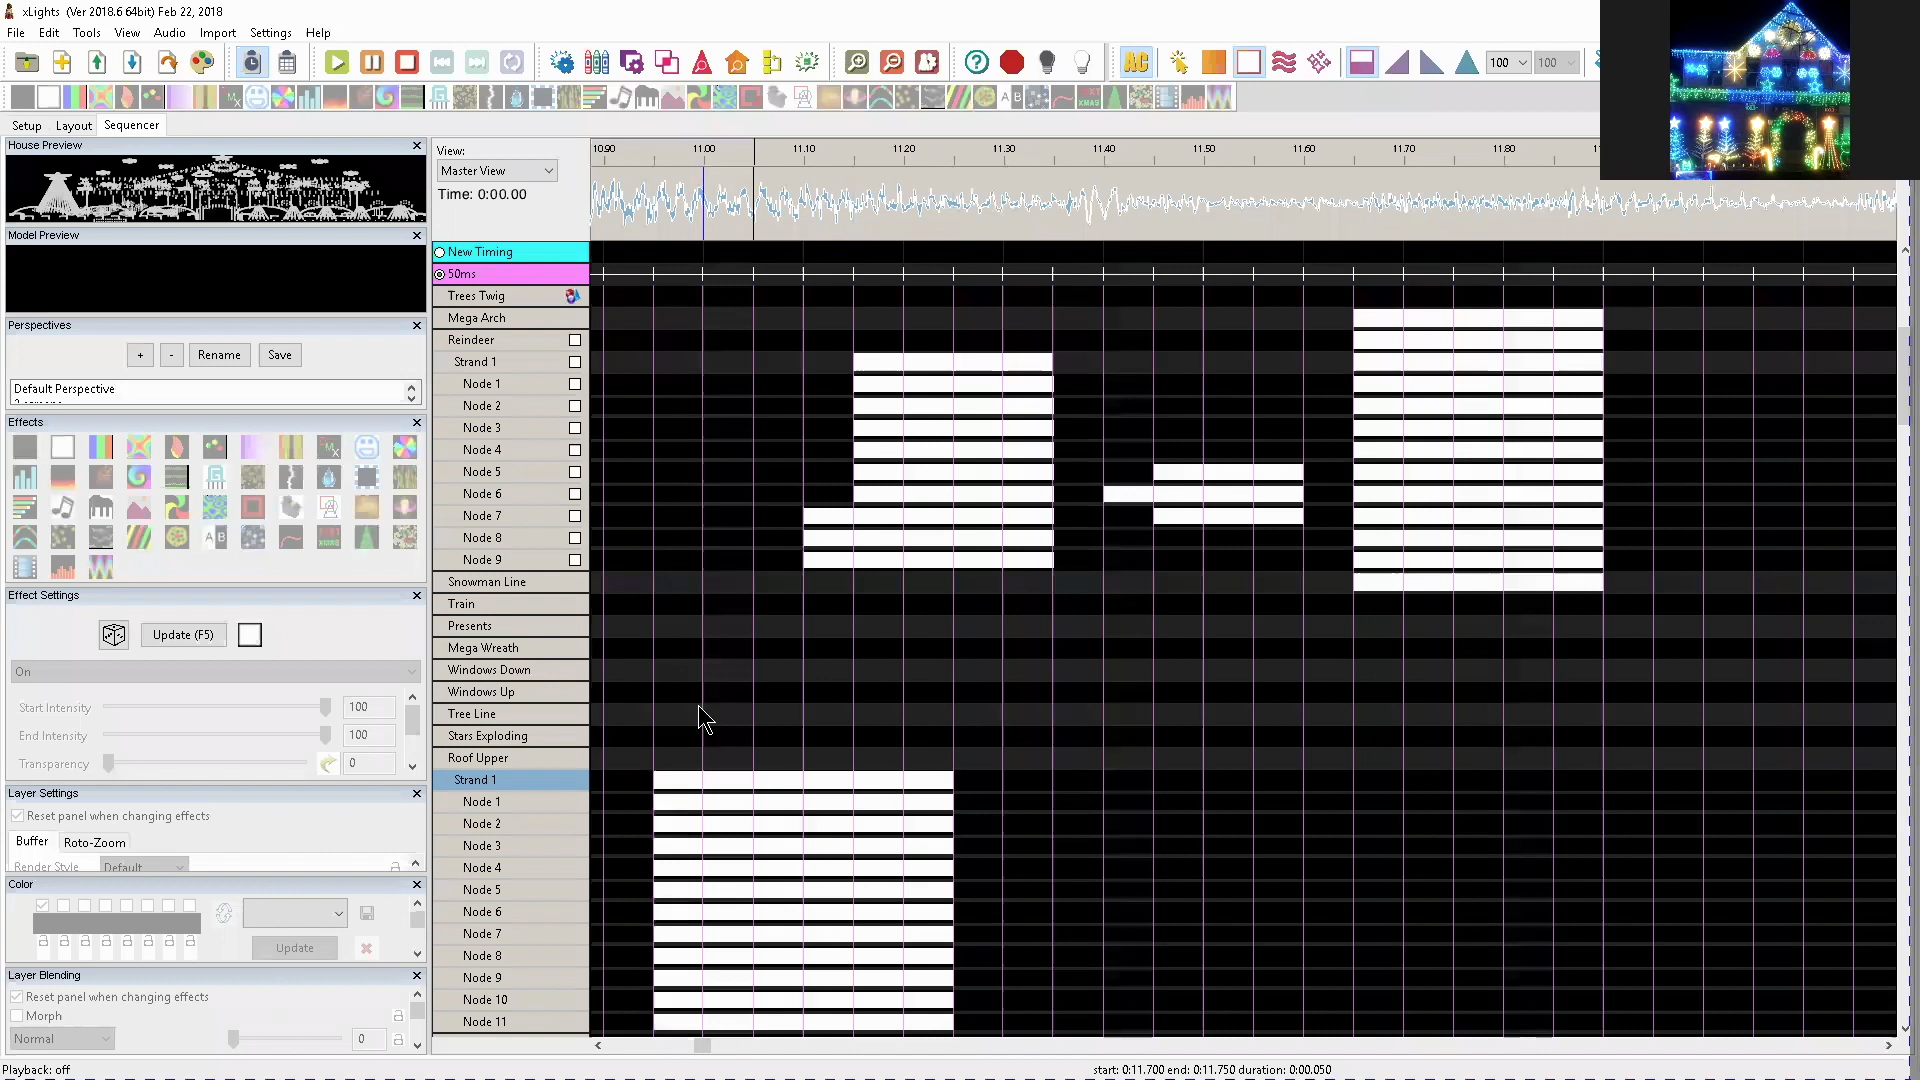 xLights (Ver 2018.6 64bit) Feb 22, 2018
File Edit Tools View Audio Import Settings Help
AC 100 100
Setup Layout Sequencer
House Preview
Model Preview
Perspectives
+ - Rename Save
Default Perspective
Effects
Effect Settings
Update (F5)
On
Start Intensity 100
End Intensity 100
Transparency 0
Layer Settings
Reset panel when changing effects
Buffer Roto-Zoom
Render Style Default
Color
Update
Layer Blending
Reset panel when changing effects
Morph
Normal 0
View:
Master View
Time: 0:00.00
10.90 11.00 11.10 11.20 11.30 11.40 11.50 11.60 11.70 11.80
New Timing
50ms
Trees Twig
Mega Arch
Reindeer
Strand 1
Node 1
Node 2
Node 3
Node 4
Node 5
Node 6
Node 7
Node 8
Node 9
Snowman Line
Train
Presents
Mega Wreath
Windows Down
Windows Up
Tree Line
Stars Exploding
Roof Upper
Strand 1
Node 1
Node 2
Node 3
Node 4
Node 5
Node 6
Node 7
Node 8
Node 9
Node 10
Node 11
Playback: off
start: 0:11.700 end: 0:11.750 duration: 0:00.050